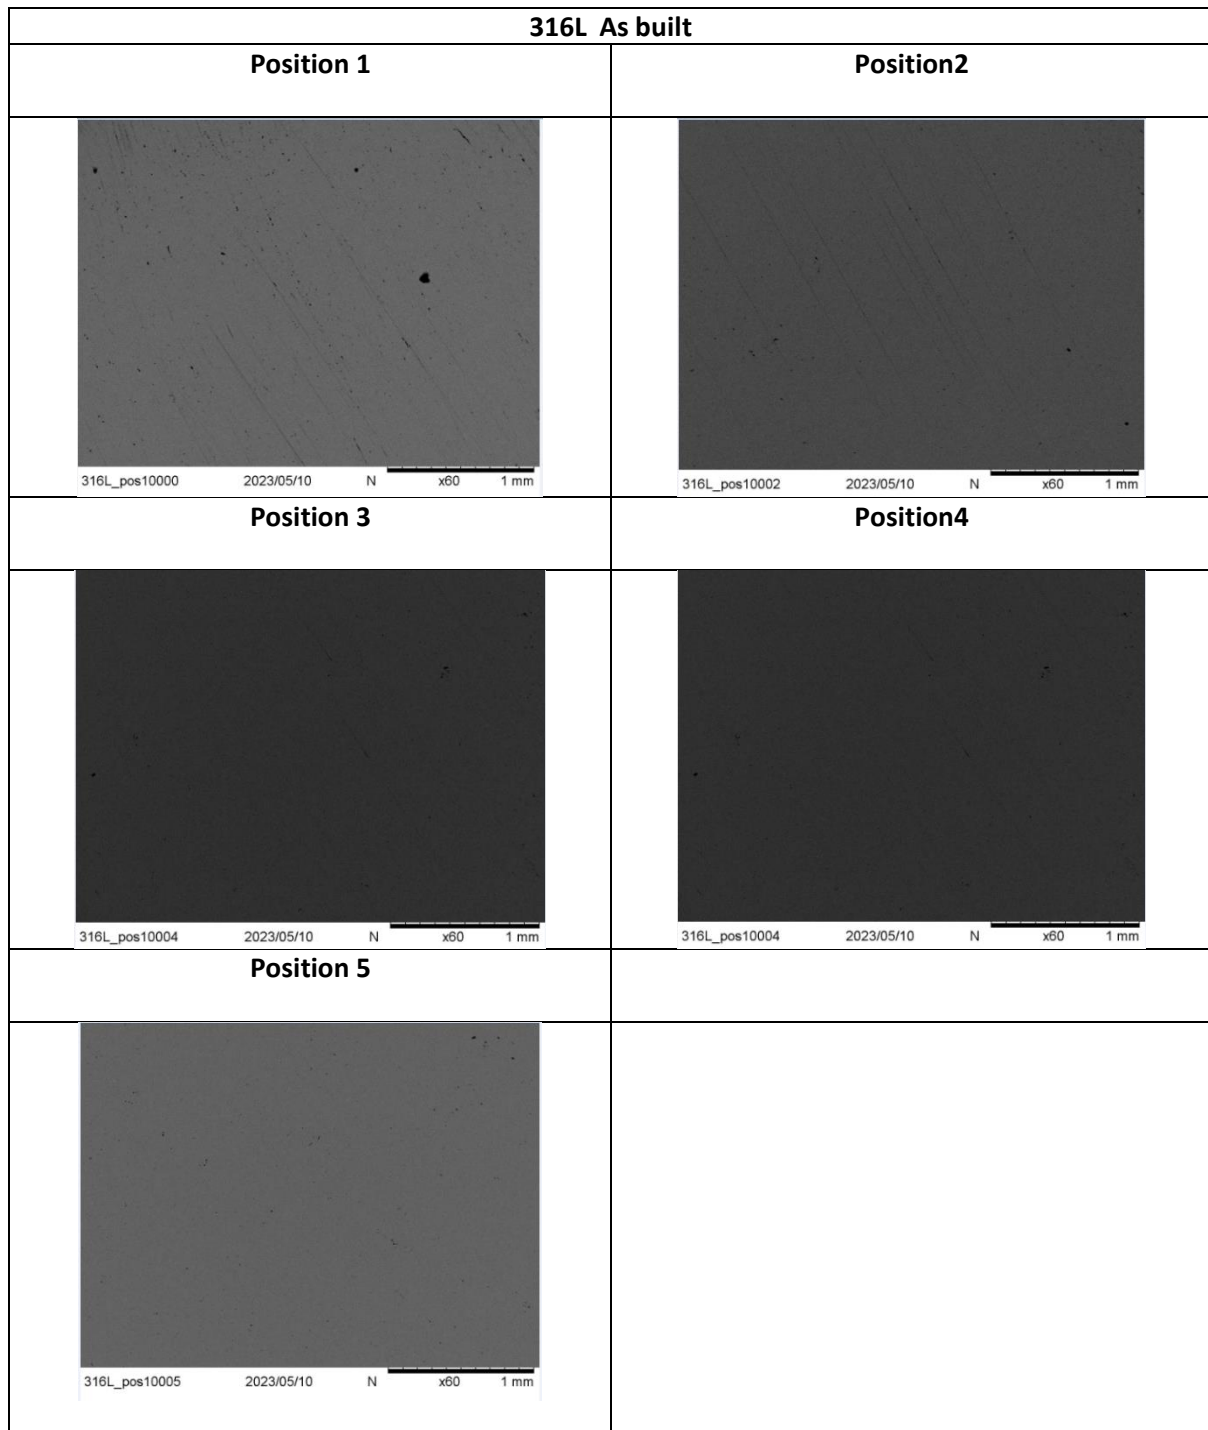 316L As built
Position 1
Position2
316L_pos10000 2023/05/10 N x60 1 mm
316L_pos10002 2023/05/10 N x60 1 mm
Position 3
Position4
316L_pos10004 2023/05/10 N x60 1 mm
316L_pos10004 2023/05/10 N x60 1 mm
Position 5
316L_pos10005 2023/05/10 N x60 1 mm